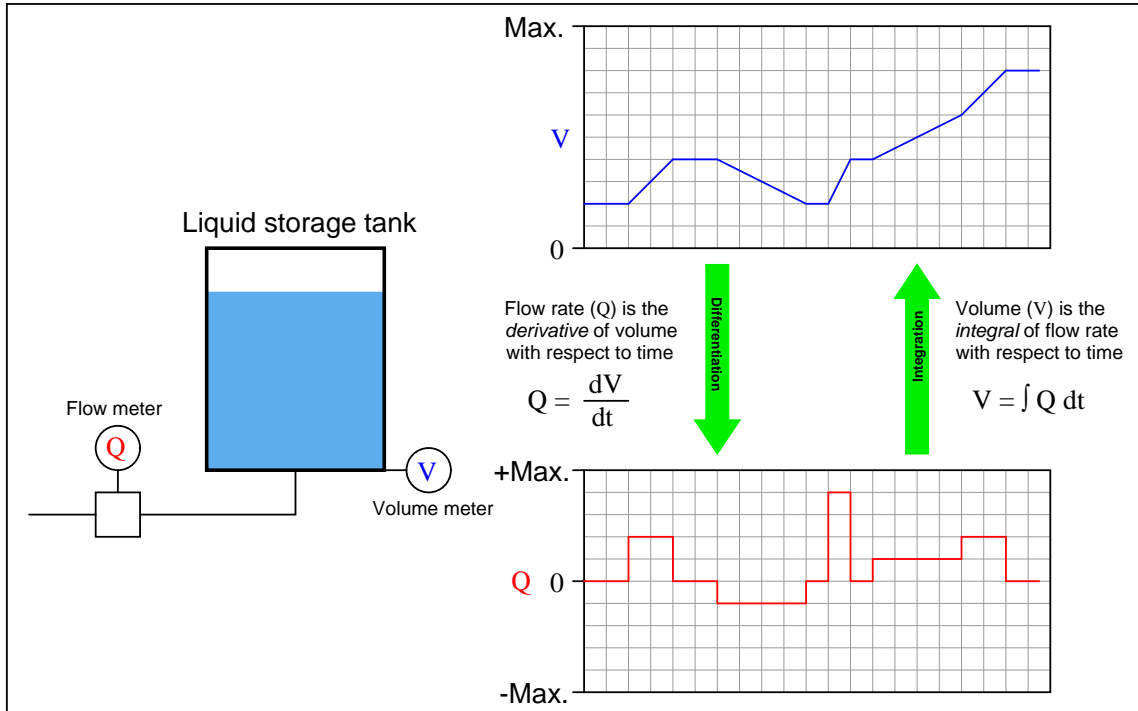 Liquid storage tank
Flow meter
Q
V
Volume meter
Max.
V
0
Flow rate (Q) is the
derivative of volume
with respect to time
Q = dV
dt
Differentiation
Integration
Volume (V) is the
integral of flow rate
with respect to time
V = ∫ Q dt
+Max.
Q 0
-Max.